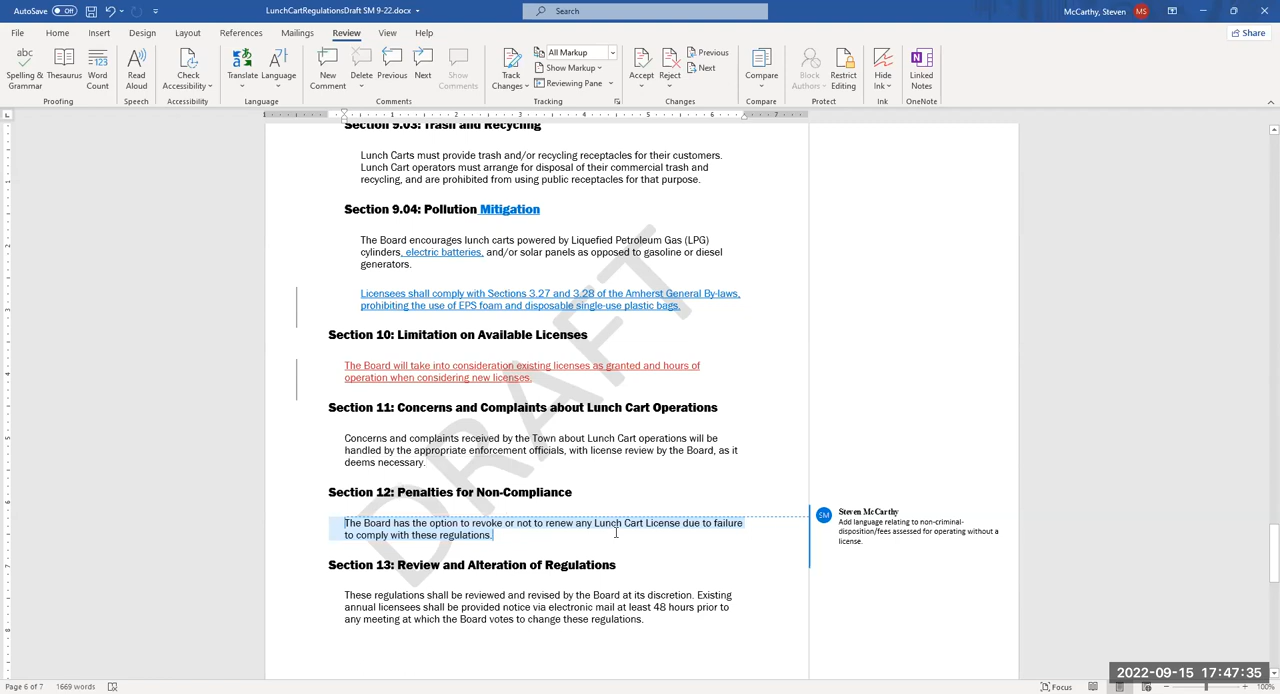 AutoSave Off LunchCartRegulationsDraft SM 9-22.docx Search McCarthy, Steven MS
File Home Insert Design Layout References Mailings Review View Help Share
abc
Spelling & Grammar Thesaurus Word Count Read Aloud Check Accessibility Translate Language New Comment Delete Previous Next Show Comments Track Changes All Markup Show Markup Reviewing Pane Accept Reject Previous Next Compare Block Authors Restrict Editing Hide Ink Linked Notes
Proofing Speech Accessibility Language Comments Tracking Changes Compare Protect Ink OneNote
Section 9.03: Trash and Recycling
Lunch Carts must provide trash and/or recycling receptacles for their customers.
Lunch Cart operators must arrange for disposal of their commercial trash and
recycling, and are prohibited from using public receptacles for that purpose.
Section 9.04: Pollution Mitigation
The Board encourages lunch carts powered by Liquefied Petroleum Gas (LPG)
cylinders, electric batteries, and/or solar panels as opposed to gasoline or diesel
generators.
Licensees shall comply with Sections 3.27 and 3.28 of the Amherst General By-laws,
prohibiting the use of EPS foam and disposable single-use plastic bags.
Section 10: Limitation on Available Licenses
The Board will take into consideration existing licenses as granted and hours of
operation when considering new licenses.
Section 11: Concerns and Complaints about Lunch Cart Operations
Concerns and complaints received by the Town about Lunch Cart operations will be
handled by the appropriate enforcement officials, with license review by the Board, as it
deems necessary.
Section 12: Penalties for Non-Compliance
The Board has the option to revoke or not to renew any Lunch Cart License due to failure
to comply with these regulations.
SM Steven McCarthy
Add language relating to non-criminal-
disposition/fees assessed for operating without a
license.
Section 13: Review and Alteration of Regulations
These regulations shall be reviewed and revised by the Board at its discretion. Existing
annual licensees shall be provided notice via electronic mail at least 48 hours prior to
any meeting at which the Board votes to change these regulations.
DRAFT
2022-09-15 17:47:35
Page 6 of 7 1669 words Focus 100%